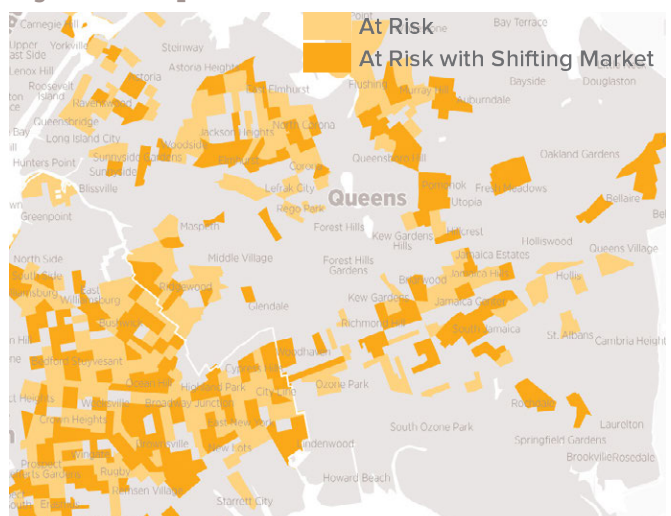 Carnegie Hill
Point
At Risk
Bay Terrace
Upper
East Side
Yorkville
Steinway
At Risk with Shifting Market
Lenox Hill
Astoria
Astoria Heights
Roosevelt
Island
East Elmhurst
Flushing
Murray Hill
Bayside
Douglaston
Ravenswood
Auburndale
Queensbridge
Long Island City
Jackson Heights
North Corona
Woodside
Hunters Point
Sunnyside Gardens
Elmhurst
Corona
Queensboro Hill
Oakland Gardens
Sunnyside
Blissville
Lefrak City
Queens
Pomonok
Fresh Meadows
Utopia
Bellaire
Greenpoint
Rego Park
Maspeth
Forest Hills
Kew Gardens
Hills
Hillcrest
Holliswood
Queens Village
North Side
Middle Village
Forest Hills
Gardens
Jamaica Estates
South Side
East
Williamsburg
Ridgewood
Briarwood
Jamaica Hills
Hollis
Glendale
Kew Gardens
Jamaica Center
Bushwick
Richmond Hill
South Jamaica
St. Albans
Cambria Heights
Bedford Stuyvesant
Woodhaven
Cypress Hills
Ocean Hill
Highland Park
City Line
Ozone Park
Weeksville
Broadway Junction
Rochdale
Crown Heights
East New York
South Ozone Park
Laurelton
Brownsville
New Lots
Lindenwood
Springfield Gardens
Wingate
Brookville
Rosedale
Rugby
Howard Beach
Remsen Village
Starrett City